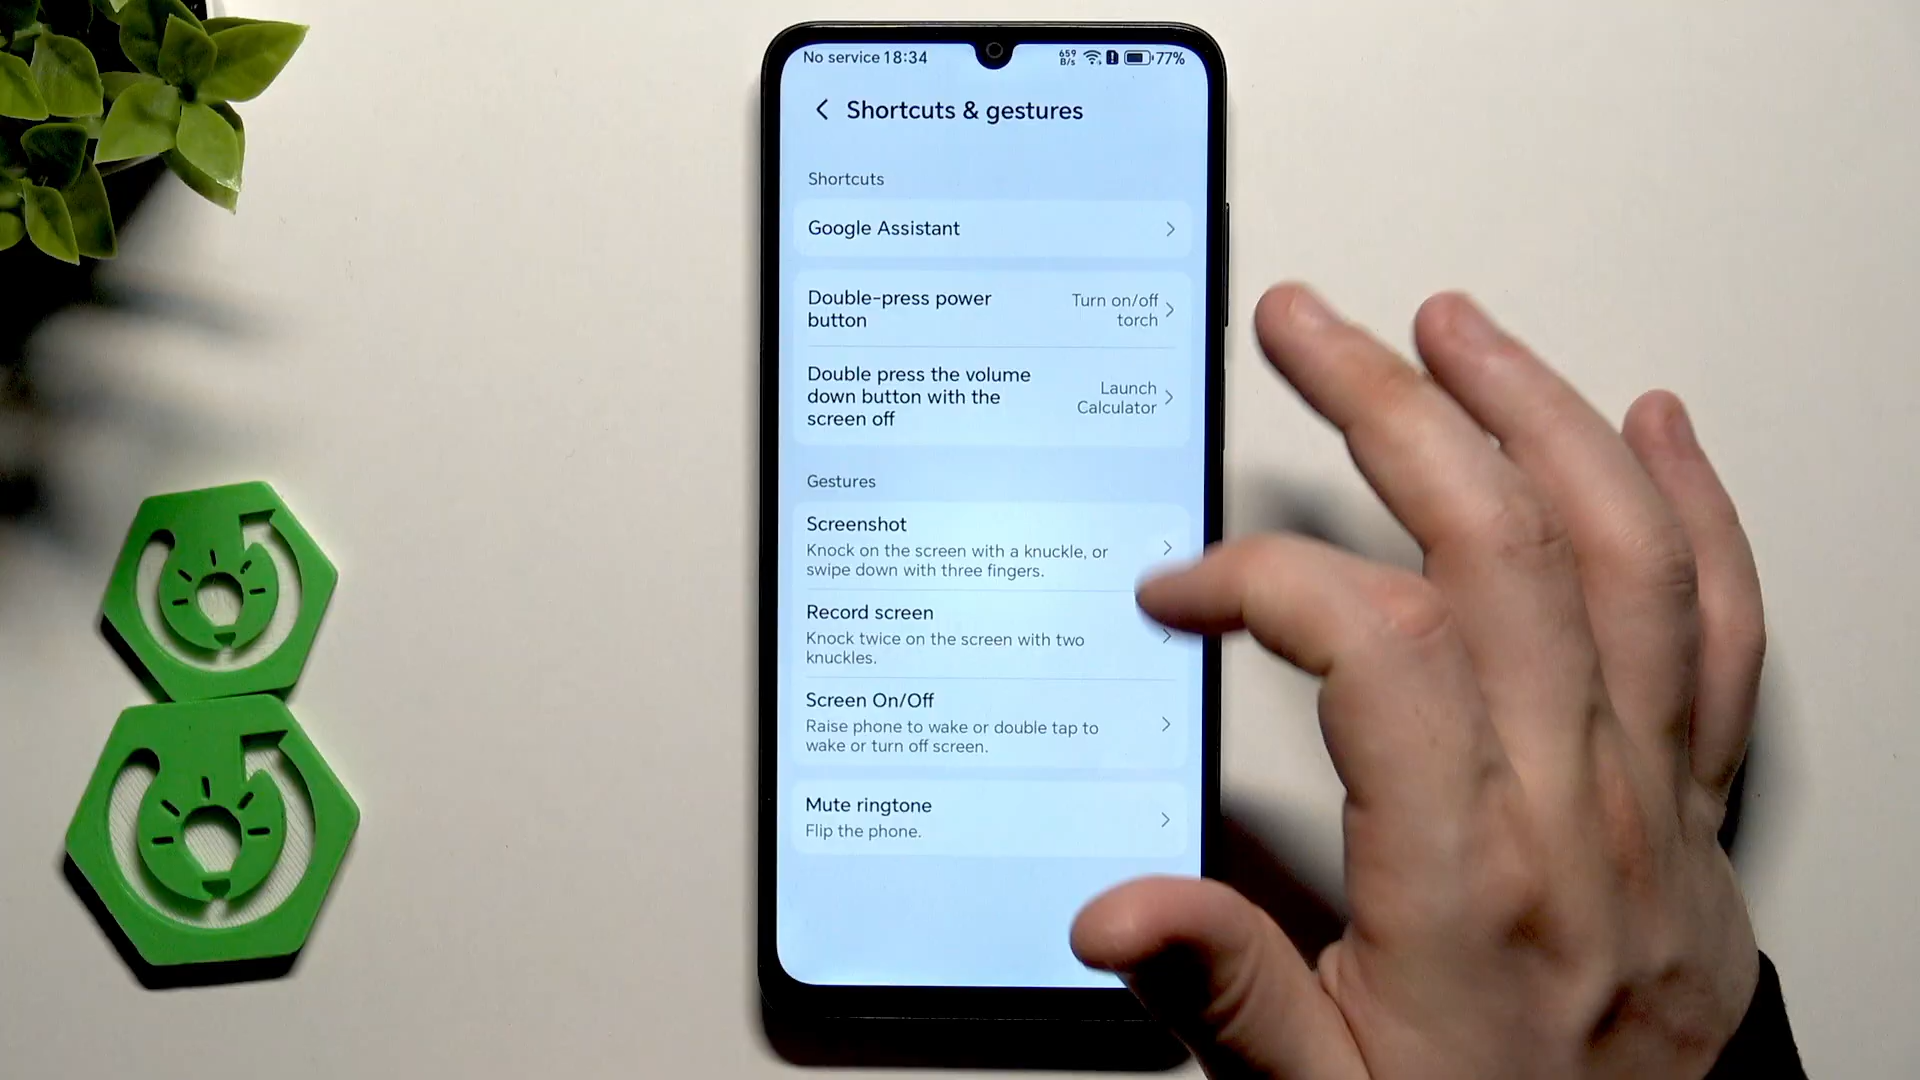 No service 18:34
659 B/s
77%
Shortcuts & gestures
Shortcuts
Google Assistant
Double-press power
button
Turn on/off
torch
Double press the volume
down button with the
screen off
Launch
Calculator
Gestures
Screenshot
Knock on the screen with a knuckle, or
swipe down with three fingers.
Record screen
Knock twice on the screen with two
knuckles.
Screen On/Off
Raise phone to wake or double tap to
wake or turn off screen.
Mute ringtone
Flip the phone.